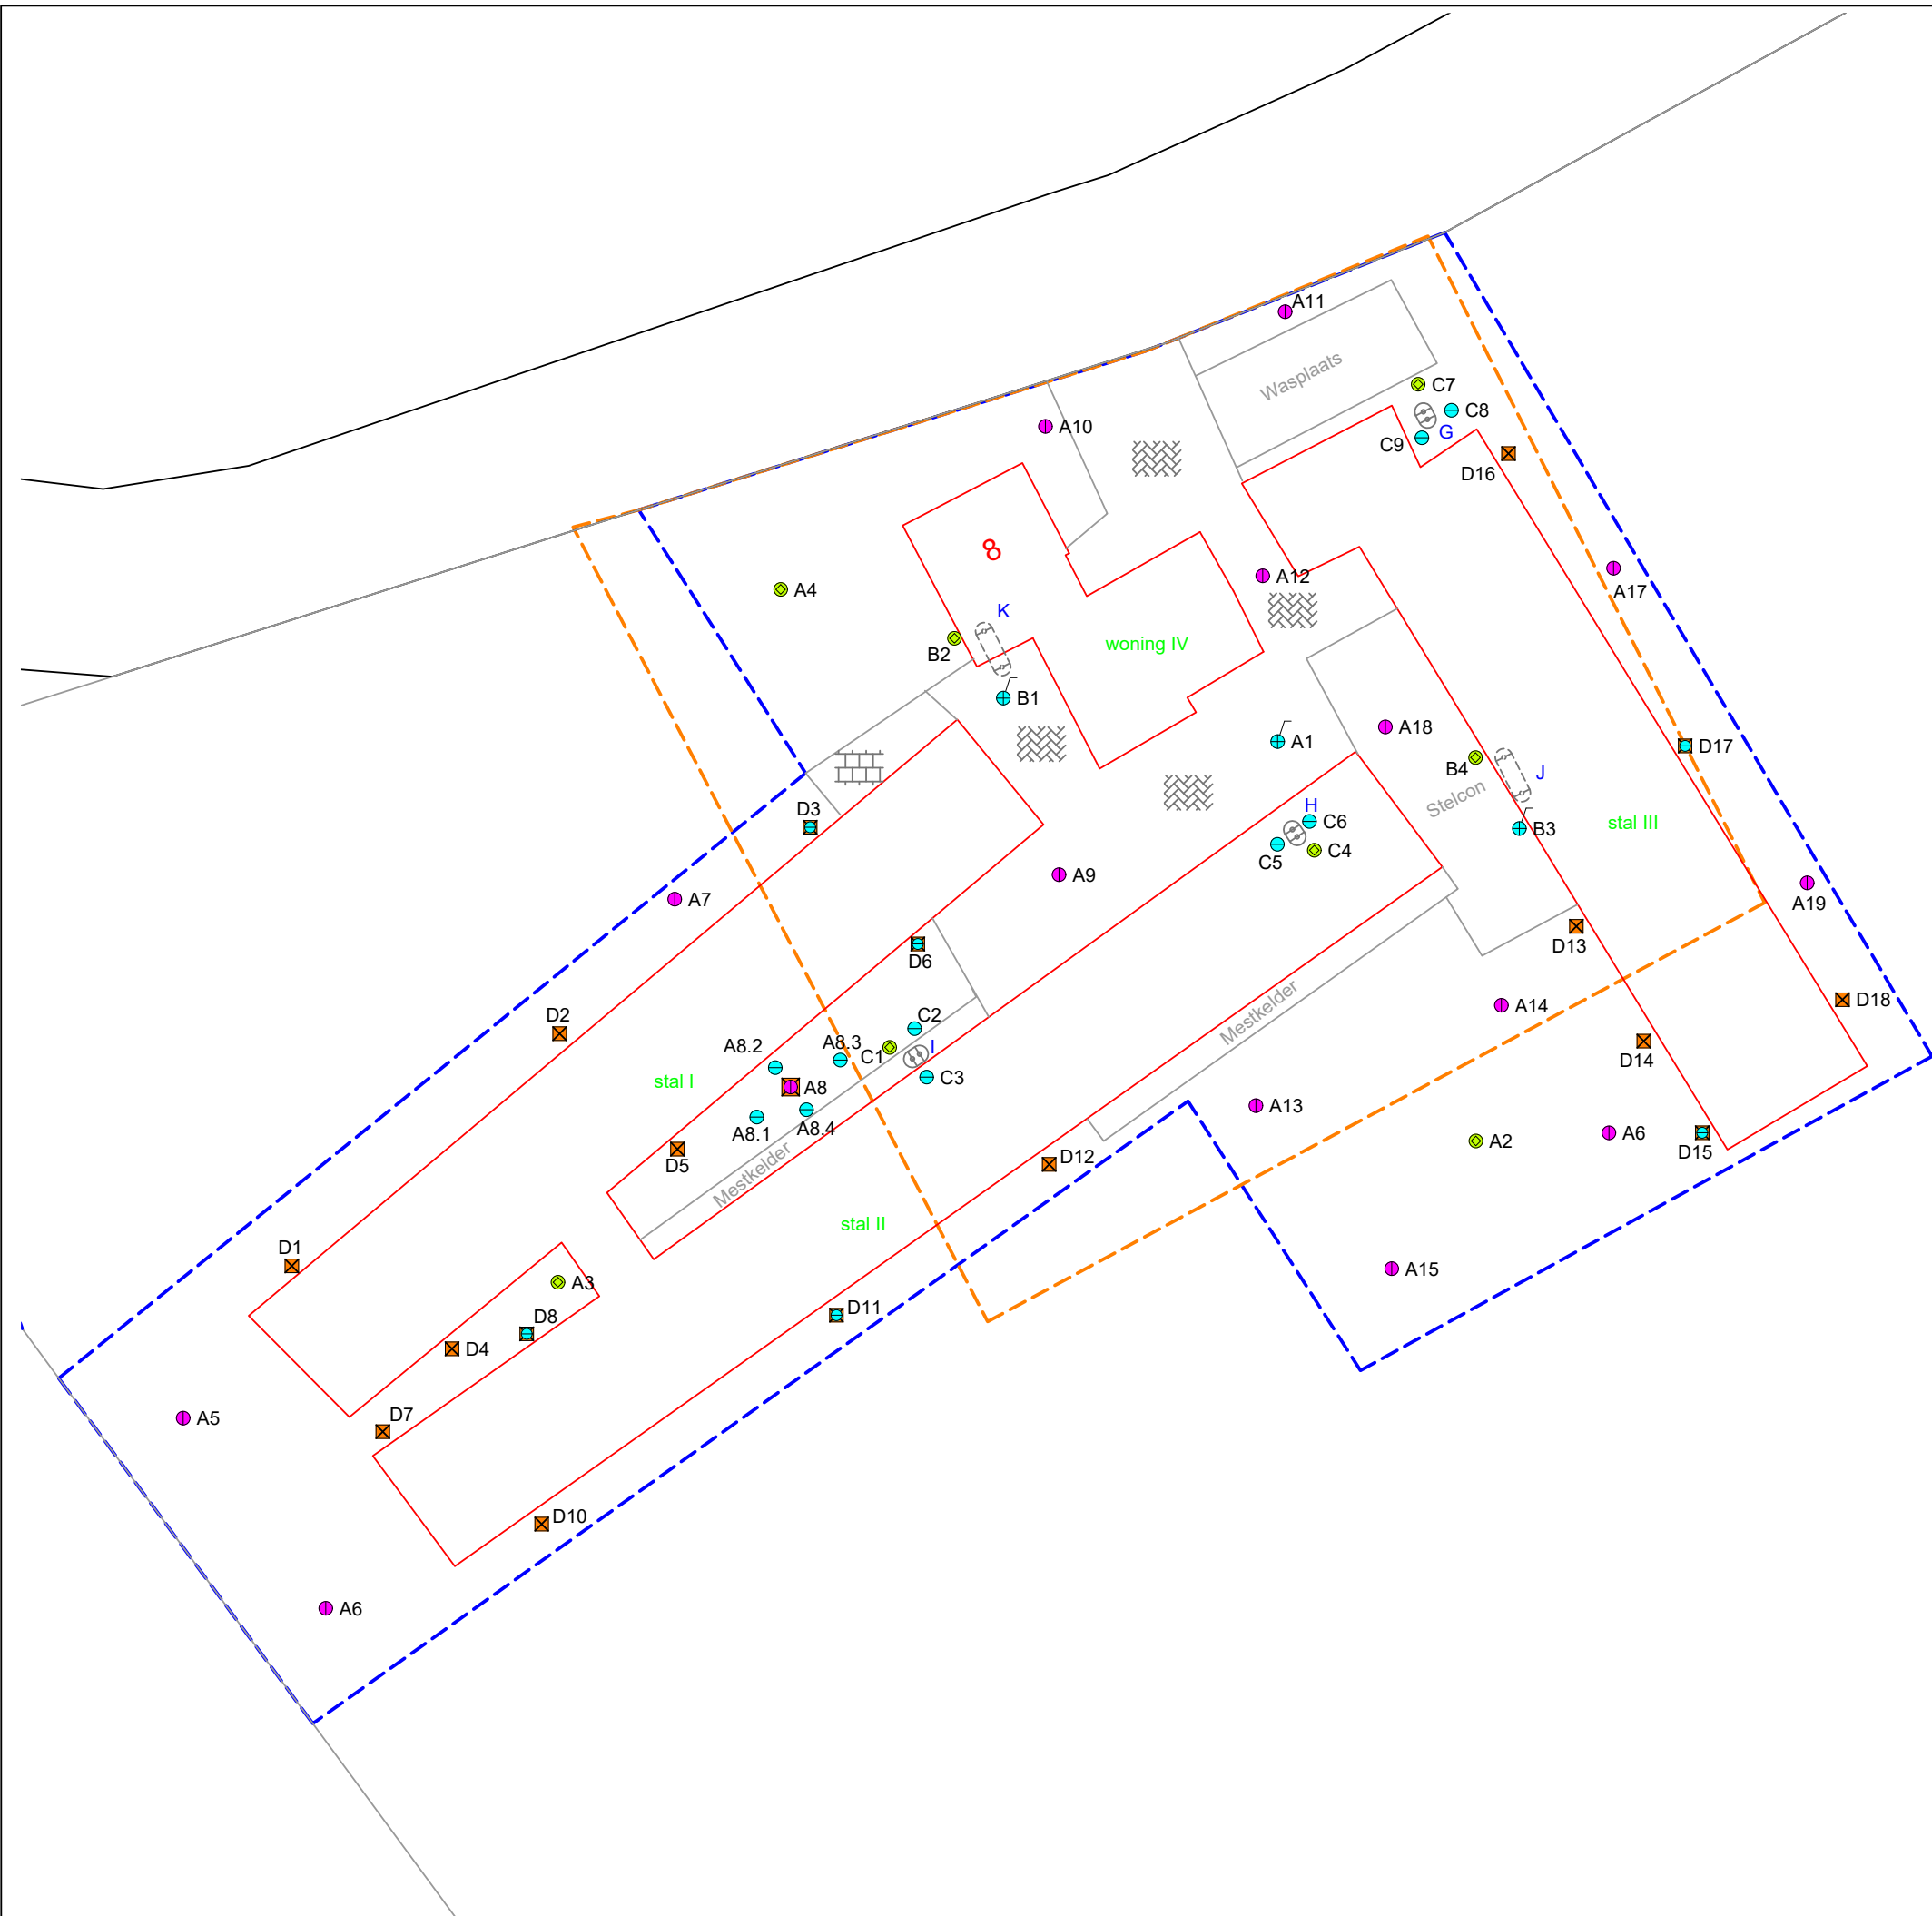 A11
Wasplaats
C7
C8
A10
G
C9
D16
8
A12
A17
A4
K
B2
woning IV
B1
A18
A1
D17
B4
J
Stelcon
H
D3
C6
stal III
B3
C5
C4
A9
A7
A19
D6
D13
D18
Mestkelder
A14
D2
C2
D14
A8.2
A8.3
C1
I
C3
stal I
A8
A13
A8.1
A8.4
A6
A2
D15
D5
Mestkelder
D12
stal II
D1
A15
A3
D11
D8
D4
D7
A5
D10
A6